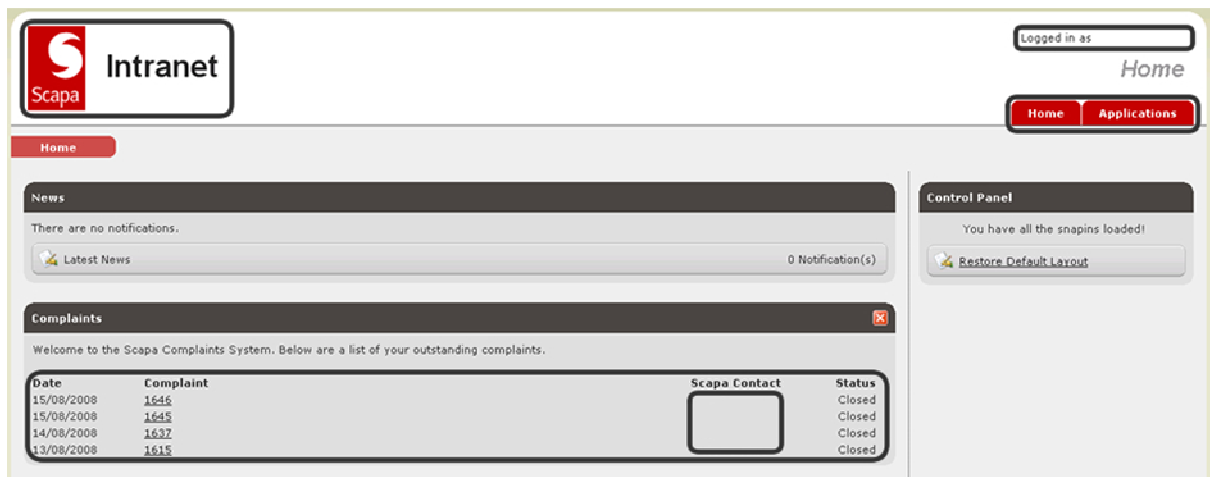 Scapa
Intranet
Logged in as
Home
Home Applications
Home
News
There are no notifications.
Latest News 0 Notification(s)
Control Panel
You have all the snapins loaded!
Restore Default Layout
Complaints
Welcome to the Scapa Complaints System. Below are a list of your outstanding complaints.
Date Complaint Scapa Contact Status
15/08/2008 1646 Closed
15/08/2008 1645 Closed
14/08/2008 1637 Closed
13/08/2008 1615 Closed